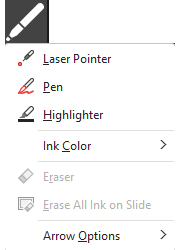 Laser Pointer
Pen
Highlighter
Ink Color
Eraser
Erase All Ink on Slide
Arrow Options